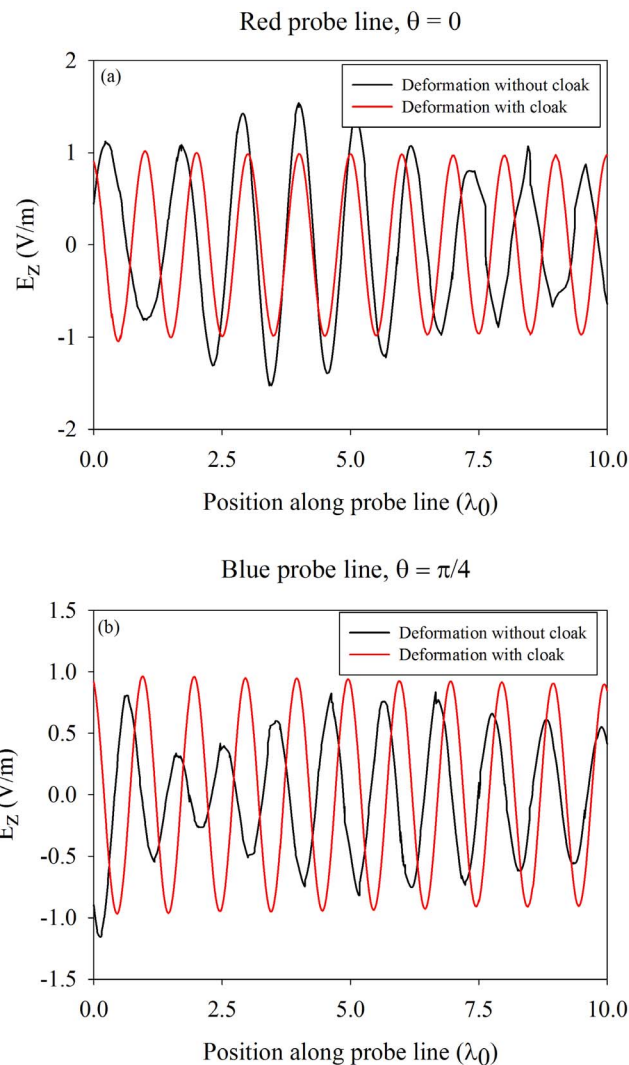 Red probe line, θ = 0
(a)
Deformation without cloak
Deformation with cloak
2
1
0
-1
-2
E_Z (V/m)
0.0 2.5 5.0 7.5 10.0
Position along probe line (λ0)
Blue probe line, θ = π/4
(b)
Deformation without cloak
Deformation with cloak
1.5
1.0
0.5
0.0
-0.5
-1.0
-1.5
E_Z (V/m)
0.0 2.5 5.0 7.5 10.0
Position along probe line (λ0)